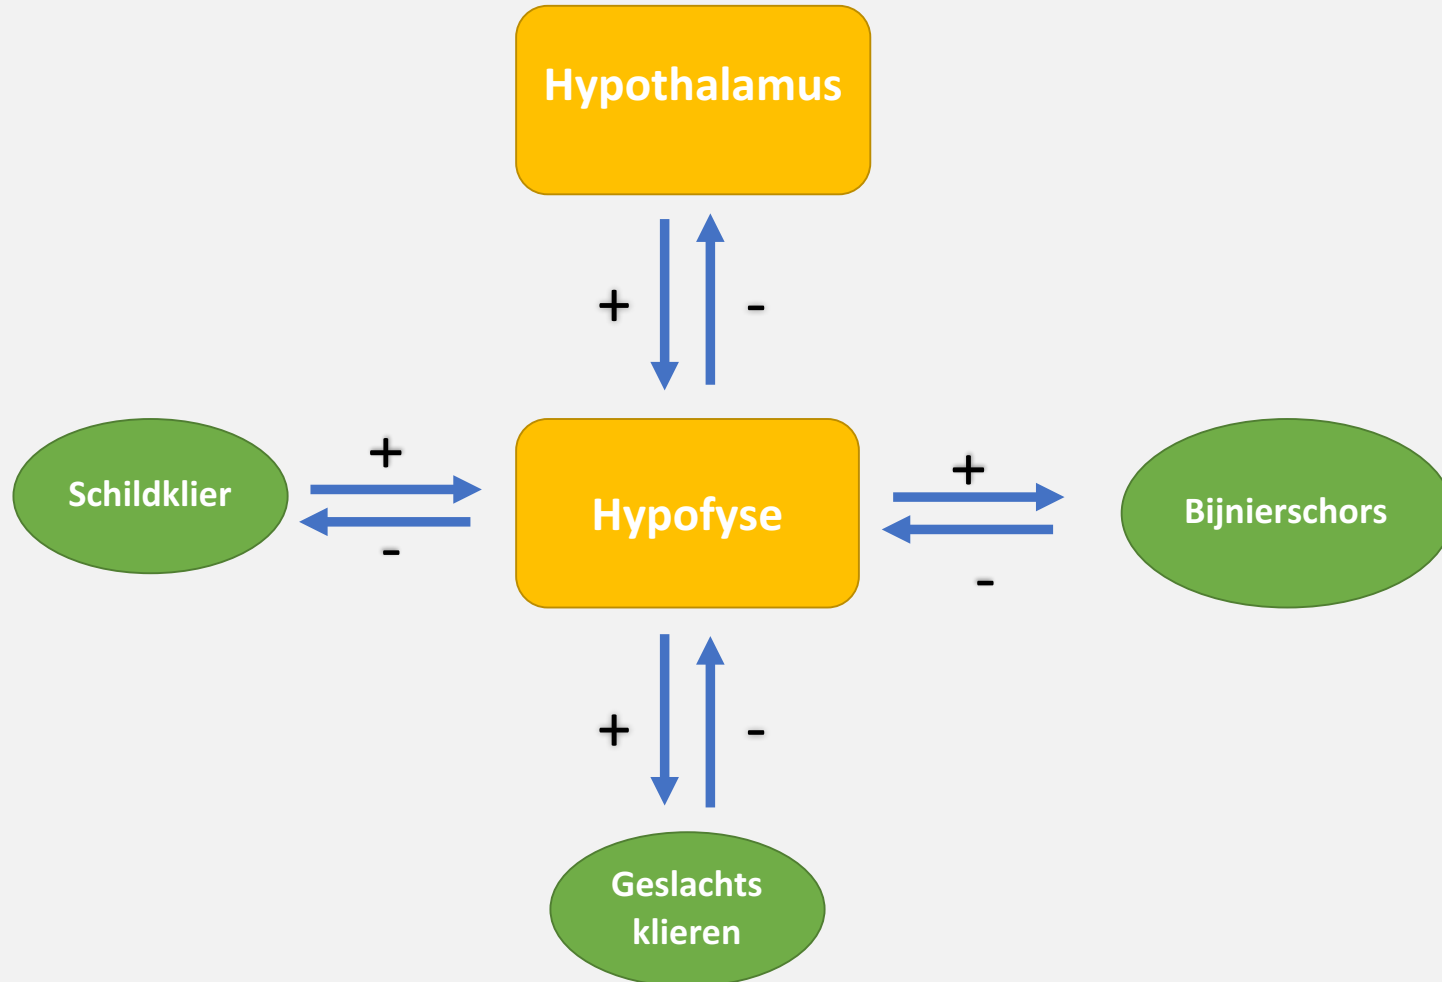 Hypothalamus
+
-
Schildklier
+
-
Hypofyse
+
-
Bijnierschors
+
-
Geslachts
klieren